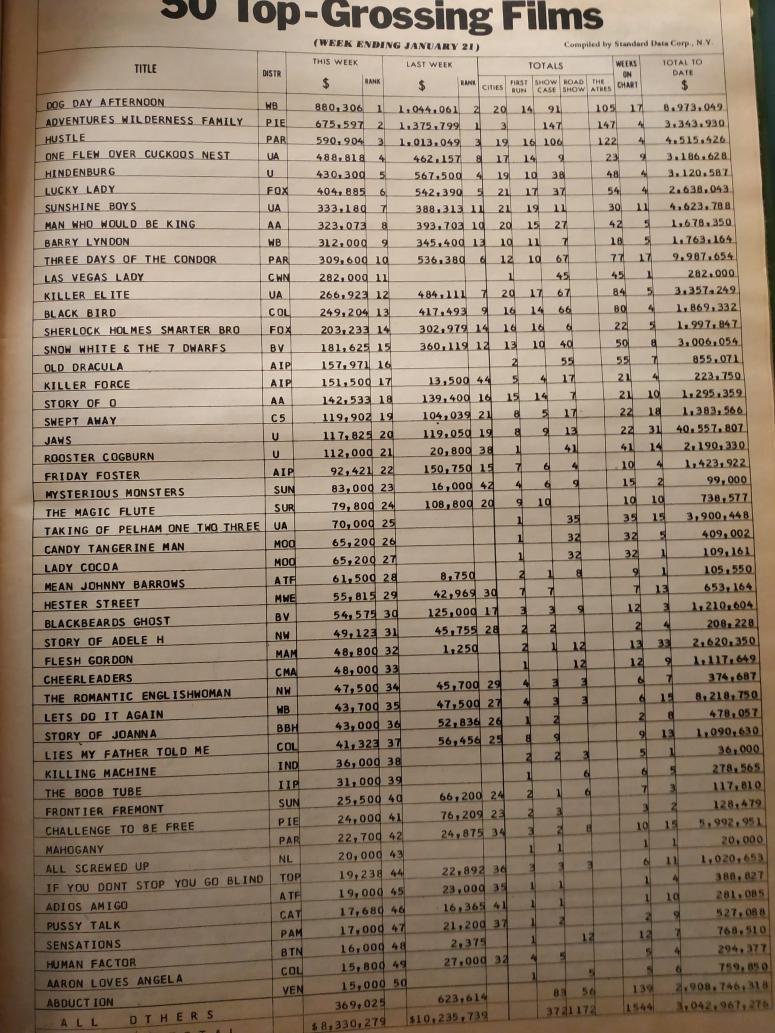 50 Top-Grossing Films
(WEEK ENDING JANUARY 21) Compiled by Standard Data Corp., N.Y.
TITLE DISTR THIS WEEK $ RANK LAST WEEK $ RANK TOTALS CITIES FIRST RUN SHOW CASE ROAD SHOW THE ATRES WEEKS ON CHART TOTAL TO DATE $
DOG DAY AFTERNOON WB 880,306 1 1,044,061 2 20 14 91 105 17 8,973,049
ADVENTURES WILDERNESS FAMILY PIE 675,597 2 1,375,799 1 3 147 147 4 3,343,930
HUSTLE PAR 590,904 3 1,013,049 3 19 16 106 122 4 4,515,426
ONE FLEW OVER CUCKOOS NEST UA 488,818 4 462,157 8 17 14 9 23 9 3,186,628
HINDENBURG U 430,300 5 567,500 4 19 10 38 48 4 3,120,587
LUCKY LADY FOX 404,885 6 542,390 5 21 17 37 54 4 2,638,043
SUNSHINE BOYS UA 333,180 7 388,313 11 21 19 11 30 11 4,623,788
MAN WHO WOULD BE KING AA 323,073 8 393,703 10 20 15 27 42 5 1,678,350
BARRY LYNDON WB 312,000 9 345,400 13 10 11 7 18 5 1,763,164
THREE DAYS OF THE CONDOR PAR 309,600 10 536,380 6 12 10 67 77 17 9,987,654
LAS VEGAS LADY CWN 282,000 11 1 45 45 1 282,000
KILLER ELITE UA 266,923 12 484,111 7 20 17 67 84 5 3,357,249
BLACK BIRD COL 249,204 13 417,493 9 16 14 66 80 4 1,869,332
SHERLOCK HOLMES SMARTER BRO FOX 203,233 14 302,979 14 16 16 6 22 5 1,997,847
SNOW WHITE & THE 7 DWARFS BV 181,625 15 360,119 12 13 10 40 50 8 3,006,054
OLD DRACULA AIP 157,971 16 2 55 55 7 855,071
KILLER FORCE AIP 151,500 17 13,500 44 5 4 17 21 4 223,750
STORY OF O AA 142,533 18 139,400 16 15 14 7 21 10 1,295,359
SWEPT AWAY C5 119,902 19 104,039 21 8 5 17 22 18 1,383,566
JAWS U 117,825 20 119,050 19 8 9 13 22 31 40,557,807
ROOSTER COGBURN U 112,000 21 20,800 38 1 41 41 14 2,190,330
FRIDAY FOSTER AIP 92,421 22 150,750 15 7 6 4 10 4 1,423,922
MYSTERIOUS MONSTERS SUN 83,000 23 16,000 42 4 6 9 15 2 99,000
THE MAGIC FLUTE SUR 79,800 24 108,800 20 9 10 10 10 738,577
TAKING OF PELHAM ONE TWO THREE UA 70,000 25 1 35 35 15 3,900,448
CANDY TANGERINE MAN MOO 65,200 26 1 32 32 5 409,002
LADY COCOA MOO 65,200 27 1 32 32 1 109,161
MEAN JOHNNY BARROWS ATF 61,500 28 8,750 2 1 8 9 1 105,550
HESTER STREET MWE 55,815 29 42,969 30 7 7 7 13 653,164
BLACKBEARDS GHOST BV 54,575 30 125,000 17 3 3 9 12 3 1,210,604
STORY OF ADELE H NW 49,123 31 45,755 28 2 2 2 4 208,228
FLESH GORDON MAM 48,800 32 1,250 2 1 12 13 33 2,620,350
CHEERLEADERS CMA 48,000 33 1 12 12 9 1,117,649
THE ROMANTIC ENGLISHWOMAN NW 47,500 34 45,700 29 4 3 3 6 7 374,687
LETS DO IT AGAIN WB 43,700 35 47,500 27 4 3 3 6 15 8,218,750
STORY OF JOANNA BBH 43,000 36 52,836 26 1 2 2 8 478,057
LIES MY FATHER TOLD ME COL 41,323 37 56,456 25 8 9 9 13 1,090,630
KILLING MACHINE IND 36,000 38 2 2 3 5 1 36,000
THE BOOB TUBE IIP 31,000 39 1 6 6 5 278,565
FRONTIER FREMONT SUN 25,500 40 66,200 24 2 1 6 7 3 117,810
CHALLENGE TO BE FREE PIE 24,000 41 76,209 23 2 3 3 2 128,479
MAHOGANY PAR 22,700 42 24,875 34 3 2 8 10 15 5,992,951
ALL SCREWED UP NL 20,000 43 1 1 1 1 20,000
IF YOU DONT STOP YOU GO BLIND TOP 19,238 44 22,892 36 3 3 3 6 11 1,020,653
ADIOS AMIGO ATF 19,000 45 23,000 35 1 1 1 4 388,827
PUSSY TALK CAT 17,680 46 16,365 41 1 1 1 10 281,085
SENSATIONS PAM 17,000 47 21,200 37 1 2 2 9 527,088
HUMAN FACTOR BTN 16,000 48 2,375 1 12 12 7 768,510
AARON LOVES ANGELA COL 15,800 49 27,000 32 4 5 5 4 294,377
ABDUCTION VEN 15,000 50 1 5 5 6 759,850
ALL OTHERS 369,025 623,614 83 56 139 2,908,746,318
$8,330,279 $10,235,739 372 1172 1544 3,042,967,276